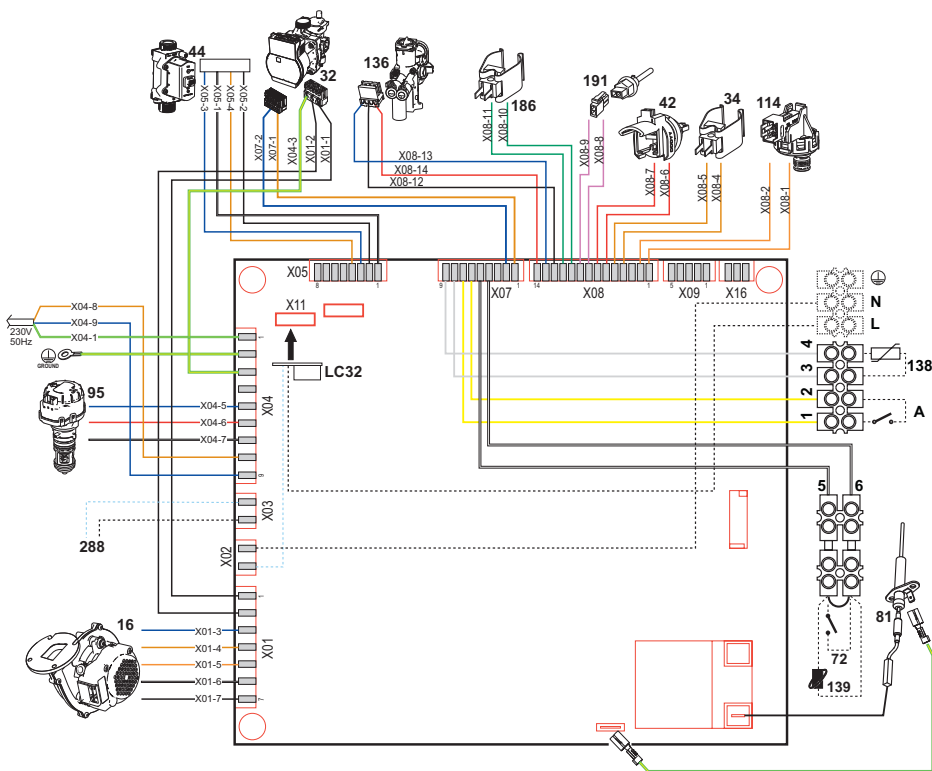 44
32
136
186
191
42
34
114
X05-3
X05-1
X05-4
X05-2
X07-2
X07-1
X04-3
X01-2
X01-1
X08-13
X08-14
X08-12
X08-11
X08-10
X08-9
X08-8
X08-7
X08-6
X08-5
X08-4
X08-2
X08-1
X05
8
1
9
X07
1
14
X08
1
5
X09
1
X16
X11
LC32
X04-8
X04-9
X04-1
230V
50Hz
GROUND
95
X04-5
X04-6
X04-7
1
X04
9
X03
288
X02
1
X01
7
16
X01-3
X01-4
X01-5
X01-6
X01-7
N
L
4
3
138
2
1
A
5
6
81
72
139